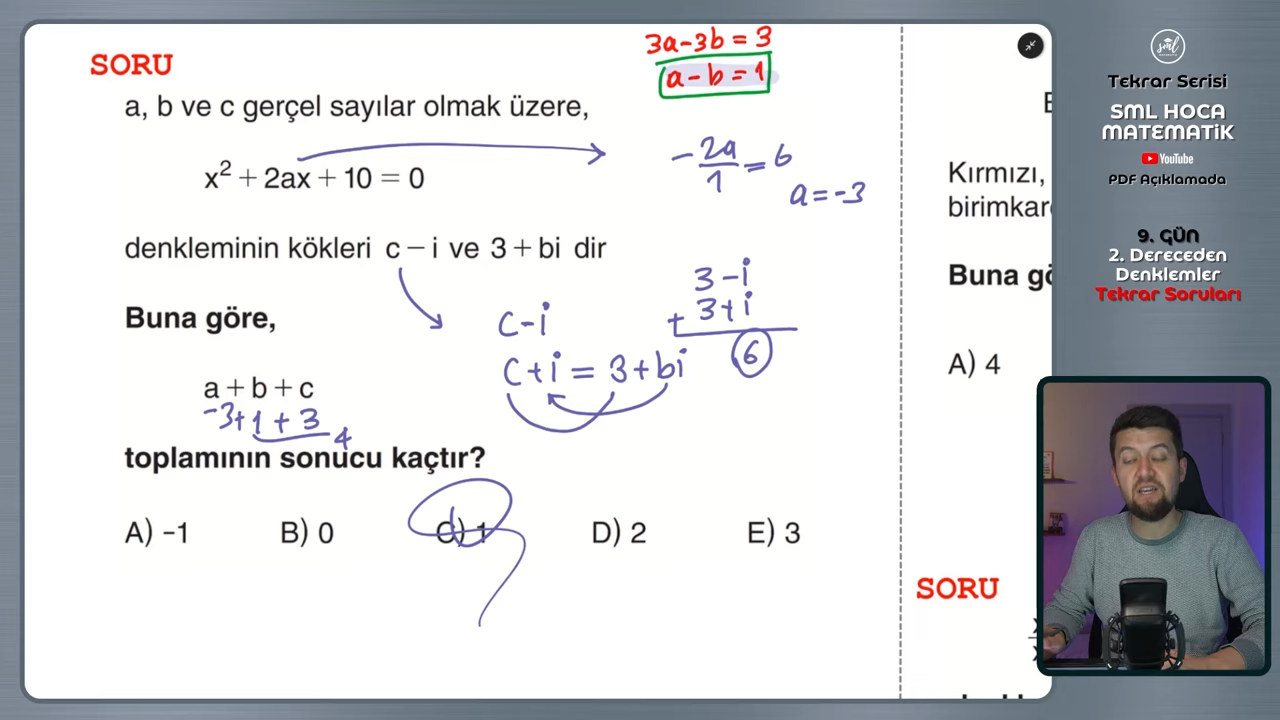 3a-3b = 3
a - b = 1
SORU
a, b ve c gerçel sayılar olmak üzere,
x² + 2ax + 10 = 0
- 2a/1 = 6
a = -3
denkleminin kökleri c - i ve 3 + bi dir
3 - i
+ 3 + i
6
c - i
c + i = 3 + bi
Buna göre,
a + b + c
-3 + 1 + 3
4
toplamının sonucu kaçtır?
A) -1
B) 0
C) 1
D) 2
E) 3
Kırmızı,
Buna
A) 4
SORU
sml
Tekrar Serisi
SML HOCA
MATEMATİK
YouTube
PDF Açıklamada
9. GÜN
2. Dereceden
Denklemler
Tekrar Soruları